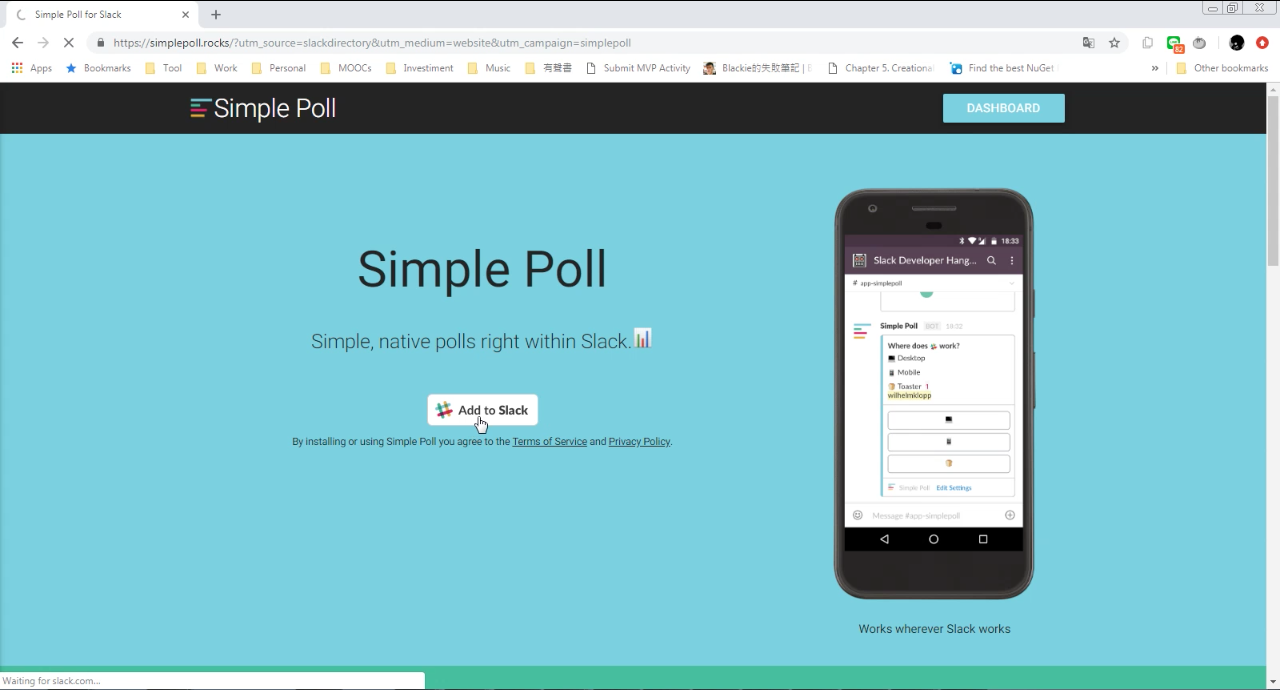 Simple Poll for Slack
https://simplepoll.rocks/?utm_source=slackdirectory&utm_medium=website&utm_campaign=simplepoll
82
Apps Bookmarks Tool Work Personal MOOCs Investiment Music 有聲書 Submit MVP Activity Blackie的失敗筆記 | Chapter 5. Creationa Find the best NuGet » Other bookmarks
Simple Poll
DASHBOARD
18:33
Slack Developer Hang...
# app-simplepoll
Simple Poll BOT 18:32
Where does work?
Desktop
Mobile
Toaster 1
wilhelmklopp
Simple Poll Edit Settings
Message #app-simplepoll
Works wherever Slack works
Simple Poll
Simple, native polls right within Slack.
Add to Slack
By installing or using Simple Poll you agree to the Terms of Service and Privacy Policy.
Waiting for slack.com...